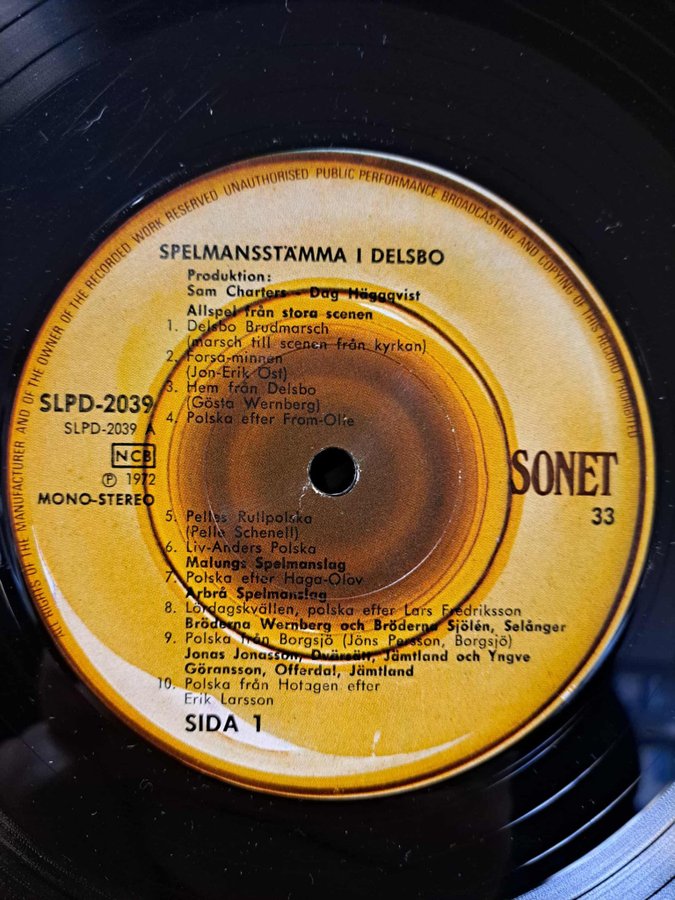 ALL RIGHTS OF THE MANUFACTURER AND OF THE OWNER OF THE RECORDED WORK RESERVED UNAUTHORISED PUBLIC PERFORMANCE BROADCASTING AND COPYING OF THIS RECORD PROHIBITED
SPELMANSSTÄMMA I DELSBO
Produktion:
Sam Charters - Dag Häggqvist
Allspel från stora scenen
1. Delsbo Brudmarsch
(marsch till scenen från kyrkan)
2. Forsa-minnen
(Jon-Erik Öst)
3. Hem från Delsbo
(Gösta Wernberg)
4. Polska efter From-Olle
SLPD-2039
SLPD-2039 A
NCB
Ⓟ 1972
MONO-STEREO
SONET
33
5. Pelles Rullpolska
(Pelle Schenell)
6. Liv-Anders Polska
Malungs Spelmanslag
7. Polska efter Haga-Olov
Arbrå Spelmanslag
8. Lördagskvällen, polska efter Lars Fredriksson
Bröderna Wernberg och Bröderna Sjölén, Selånger
9. Polska från Borgsjö (Jöns Persson, Borgsjö)
Jonas Jonasson, Dvärsätt, Jämtland och Yngve
Göransson, Offerdal, Jämtland
10. Polska från Hotagen efter
Erik Larsson
SIDA 1